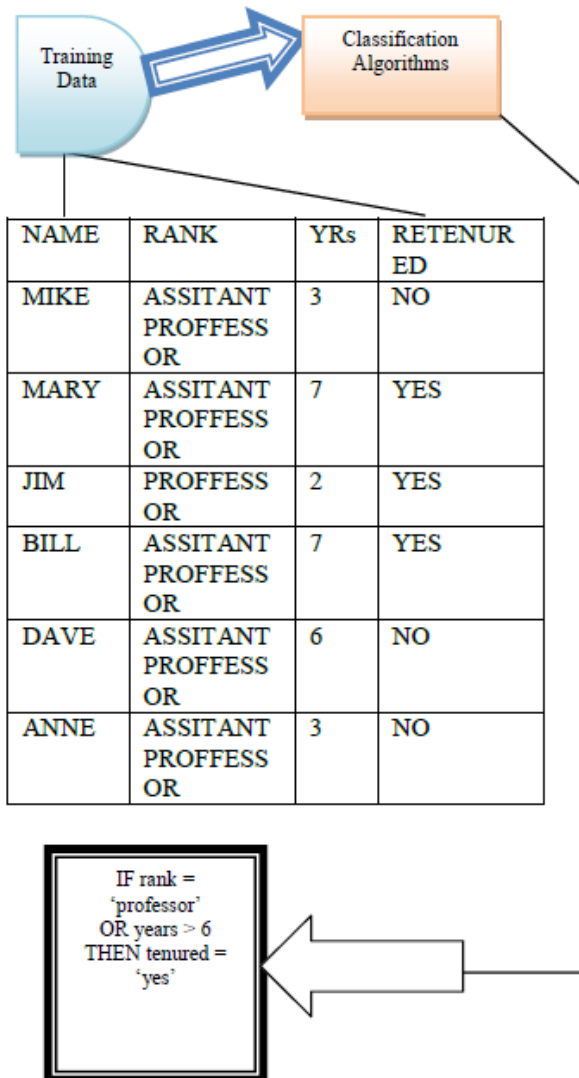 Training
Data
Classification
Algorithms
NAME RANK YRs RETENUR
ED
MIKE ASSITANT 3 NO
PROFFESS
OR
MARY ASSITANT 7 YES
PROFFESS
OR
JIM PROFFESS 2 YES
OR
BILL ASSITANT 7 YES
PROFFESS
OR
DAVE ASSITANT 6 NO
PROFFESS
OR
ANNE ASSITANT 3 NO
PROFFESS
OR
IF rank =
‘professor’
OR years > 6
THEN tenured =
‘yes’